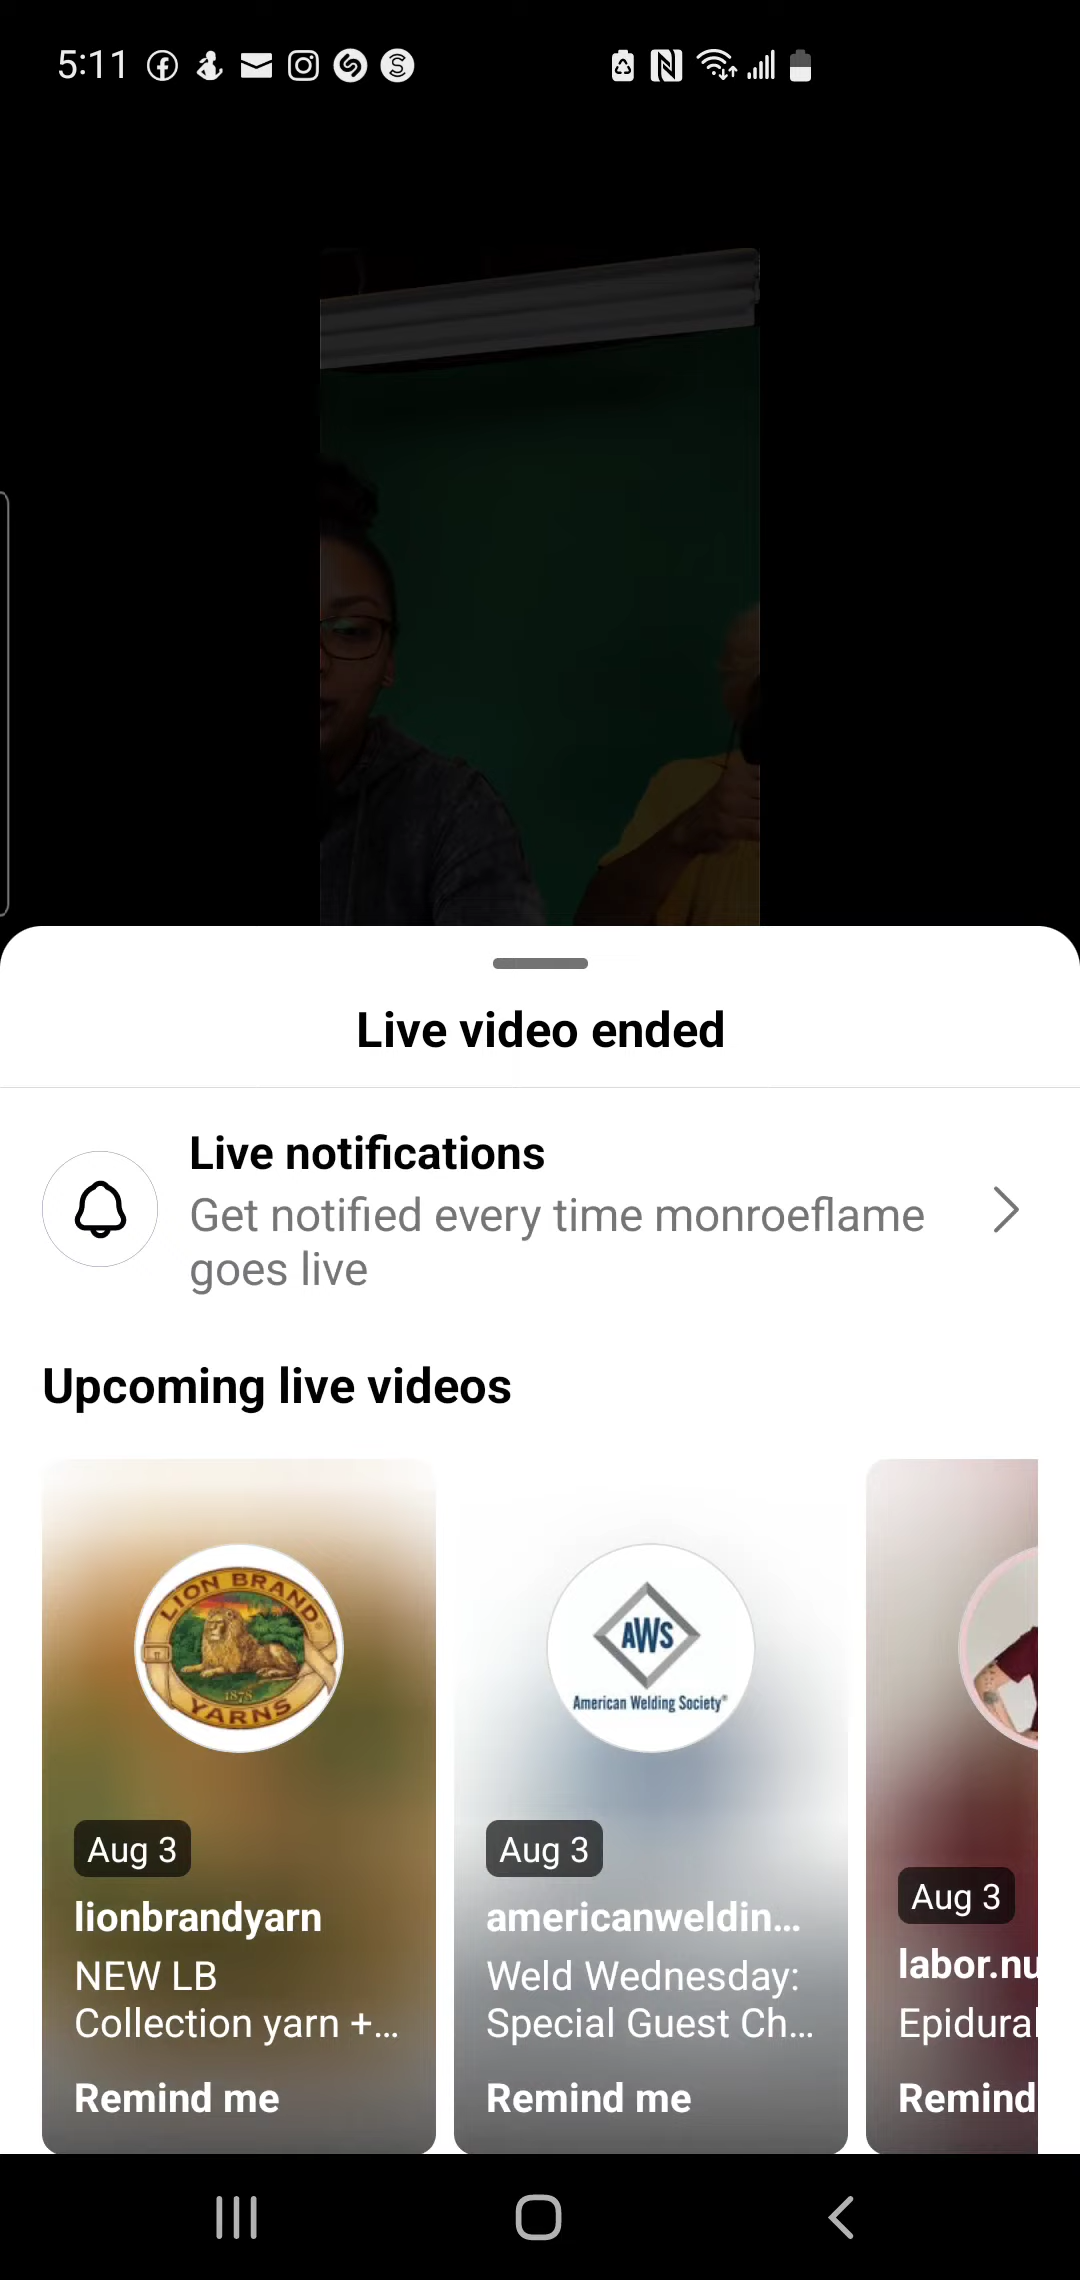 5:11
Live video ended
Live notifications
Get notified every time monroeflame
goes live
Upcoming live videos
LION BRAND
1878
YARNS
Aug 3
lionbrandyarn
NEW LB
Collection yarn +...
Remind me
AWS
American Welding Society®
Aug 3
americanweldin...
Weld Wednesday:
Special Guest Ch...
Remind me
Aug 3
labor.nu
Epidural
Remind